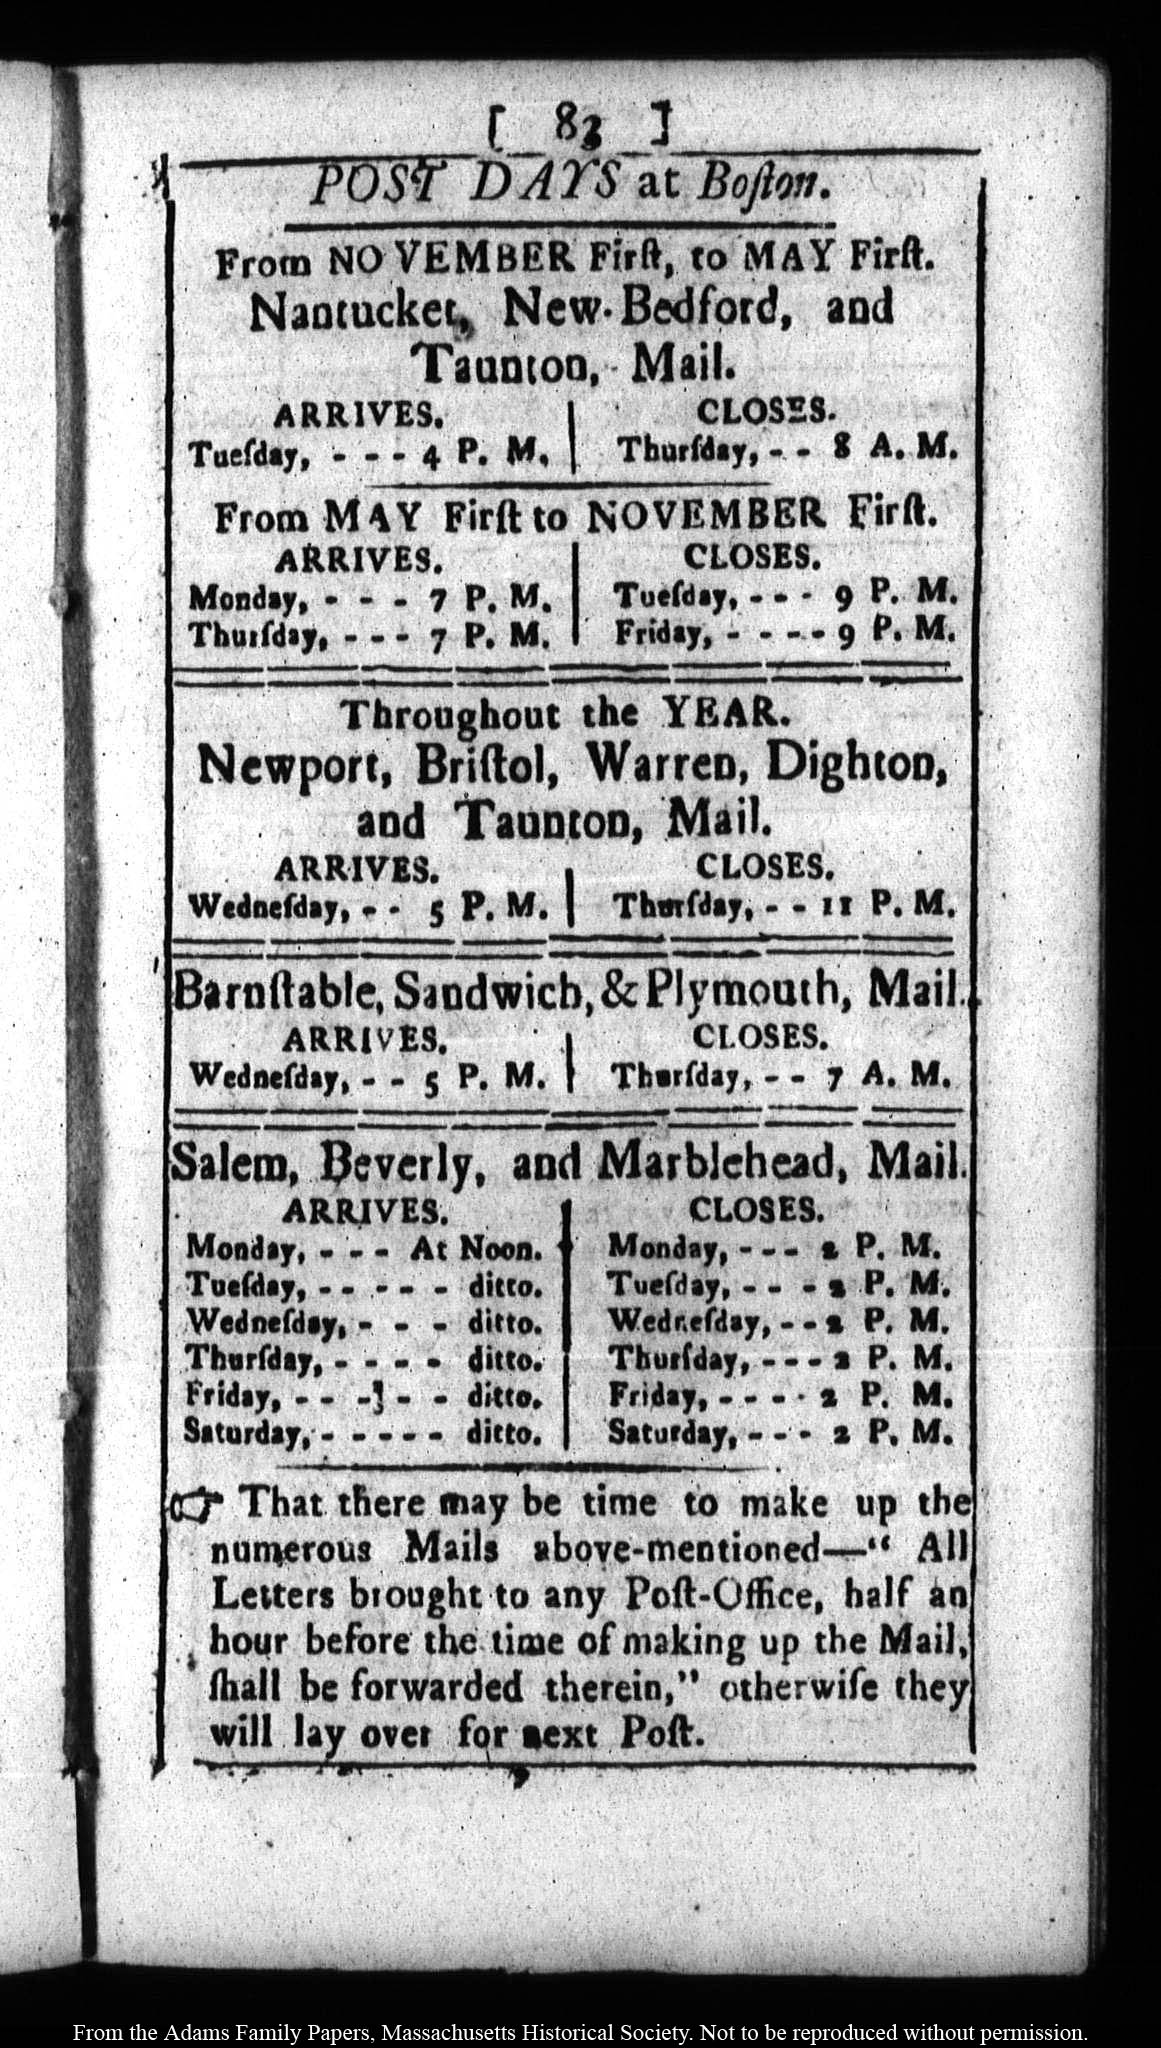 [ 83 ]
POST DAYS at Boſton.
From NOVEMBER Firſt, to MAY Firſt.
Nantucket, New-Bedford, and
Taunton, Mail.
ARRIVES. CLOSES.
Tueſday, - - - 4 P. M. Thurſday, - - 8 A. M.
From MAY Firſt to NOVEMBER Firſt.
ARRIVES. CLOSES.
Monday, - - - 7 P. M. Tueſday, - - - 9 P. M.
Thurſday, - - - 7 P. M. Friday, - - - - 9 P. M.
Throughout the YEAR.
Newport, Briſtol, Warren, Dighton,
and Taunton, Mail.
ARRIVES. CLOSES.
Wedneſday, - - 5 P. M. Thurſday, - - 11 P. M.
Barnſtable, Sandwich, & Plymouth, Mail.
ARRIVES. CLOSES.
Wedneſday, - - 5 P. M. Thurſday, - - 7 A. M.
Salem, Beverly, and Marblehead, Mail.
ARRIVES. CLOSES.
Monday, - - - At Noon. Monday, - - - 2 P. M.
Tueſday, - - - - - ditto. Tueſday, - - - 2 P. M.
Wedneſday, - - - ditto. Wedneſday, - - 2 P. M.
Thurſday, - - - - ditto. Thurſday, - - - 2 P. M.
Friday, - - - - - ditto. Friday, - - - - 2 P. M.
Saturday, - - - - - ditto. Saturday, - - - 2 P. M.
☞ That there may be time to make up the
numerous Mails above-mentioned—“ All
Letters brought to any Poſt-Office, half an
hour before the time of making up the Mail,
ſhall be forwarded therein,” otherwiſe they
will lay over for next Poſt.
From the Adams Family Papers, Massachusetts Historical Society. Not to be reproduced without permission.